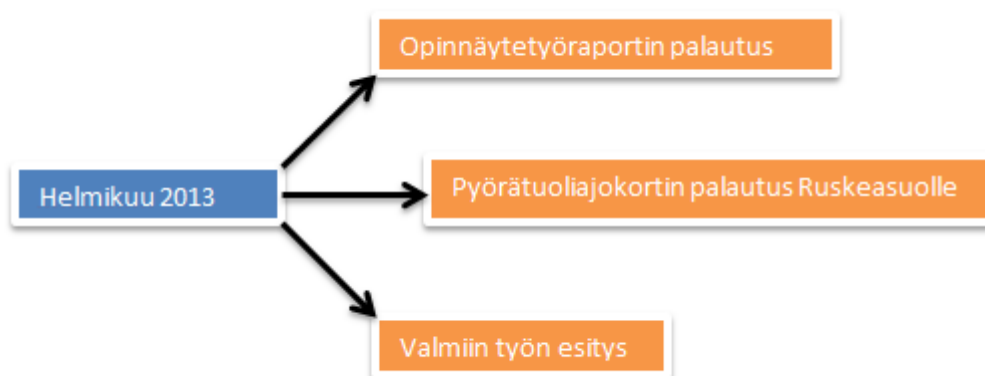 Opinnäytetyöraportin palautus
Helmikuu 2013
Pyörätuoliajokortin palautus Ruskeasuolle
Valmiin työn esitys